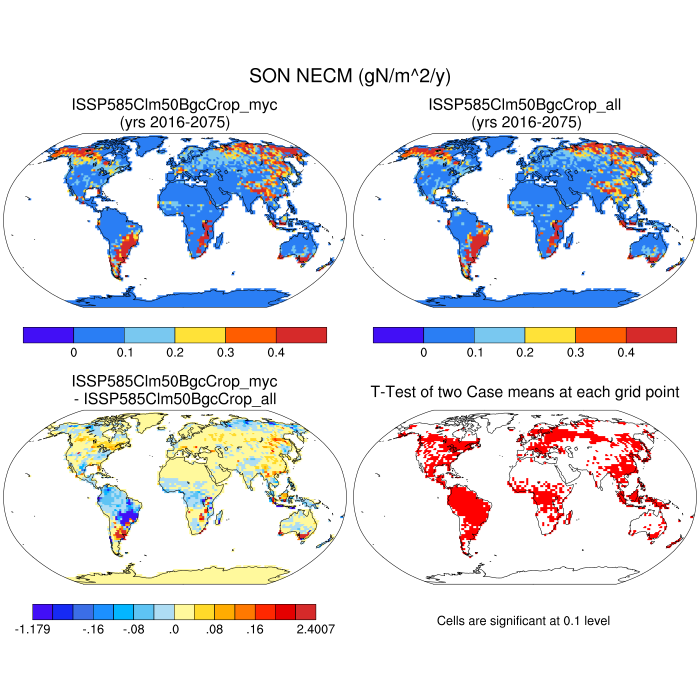 SON NECM (gN/m^2/y)
ISSP585Clm50BgcCrop_myc
(yrs 2016-2075)
ISSP585Clm50BgcCrop_all
(yrs 2016-2075)
0 0.1 0.2 0.3 0.4
0 0.1 0.2 0.3 0.4
ISSP585Clm50BgcCrop_myc
- ISSP585Clm50BgcCrop_all
T-Test of two Case means at each grid point
-1.179 -.16 -.08 .0 .08 .16 2.4007
Cells are significant at 0.1 level